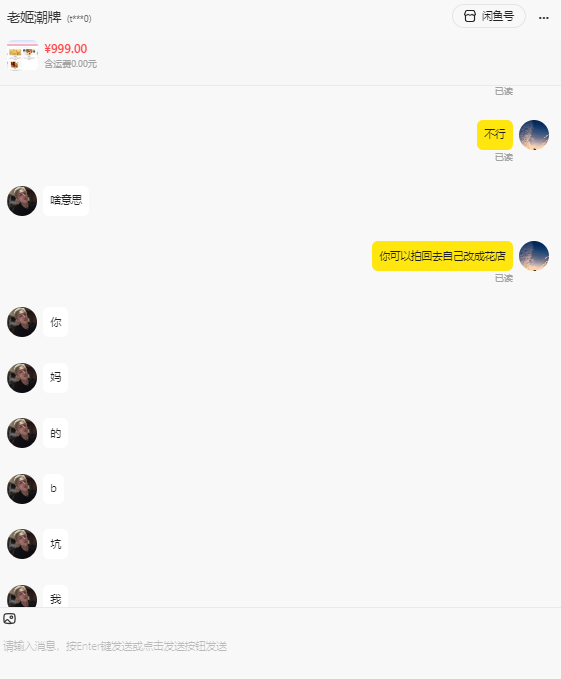 老姬潮牌 (t***0)
闲鱼号
¥999.00
含运费0.00元
已读
不行
已读
啥意思
你可以拍回去自己改成花店
已读
你
妈
的
b
坑
我
请输入消息，按Enter键发送或点击发送按钮发送